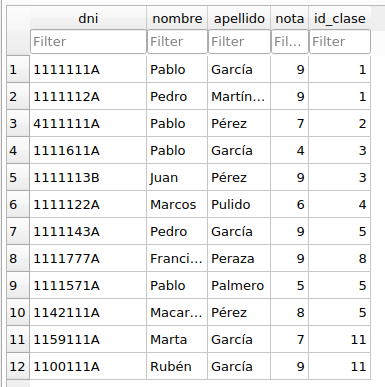 dni nombre apellido nota id_clase
Filter Filter Filter Fil... Filter
1 1111111A Pablo García 9 1
2 1111112A Pedro Martín... 9 1
3 4111111A Pablo Pérez 7 2
4 1111611A Pablo García 4 3
5 1111113B Juan Pérez 9 3
6 1111122A Marcos Pulido 6 4
7 1111143A Pedro García 9 5
8 1111777A Franci... Peraza 9 8
9 1111571A Pablo Palmero 5 5
10 1142111A Macar... Pérez 8 5
11 1159111A Marta García 7 11
12 1100111A Rubén García 9 11